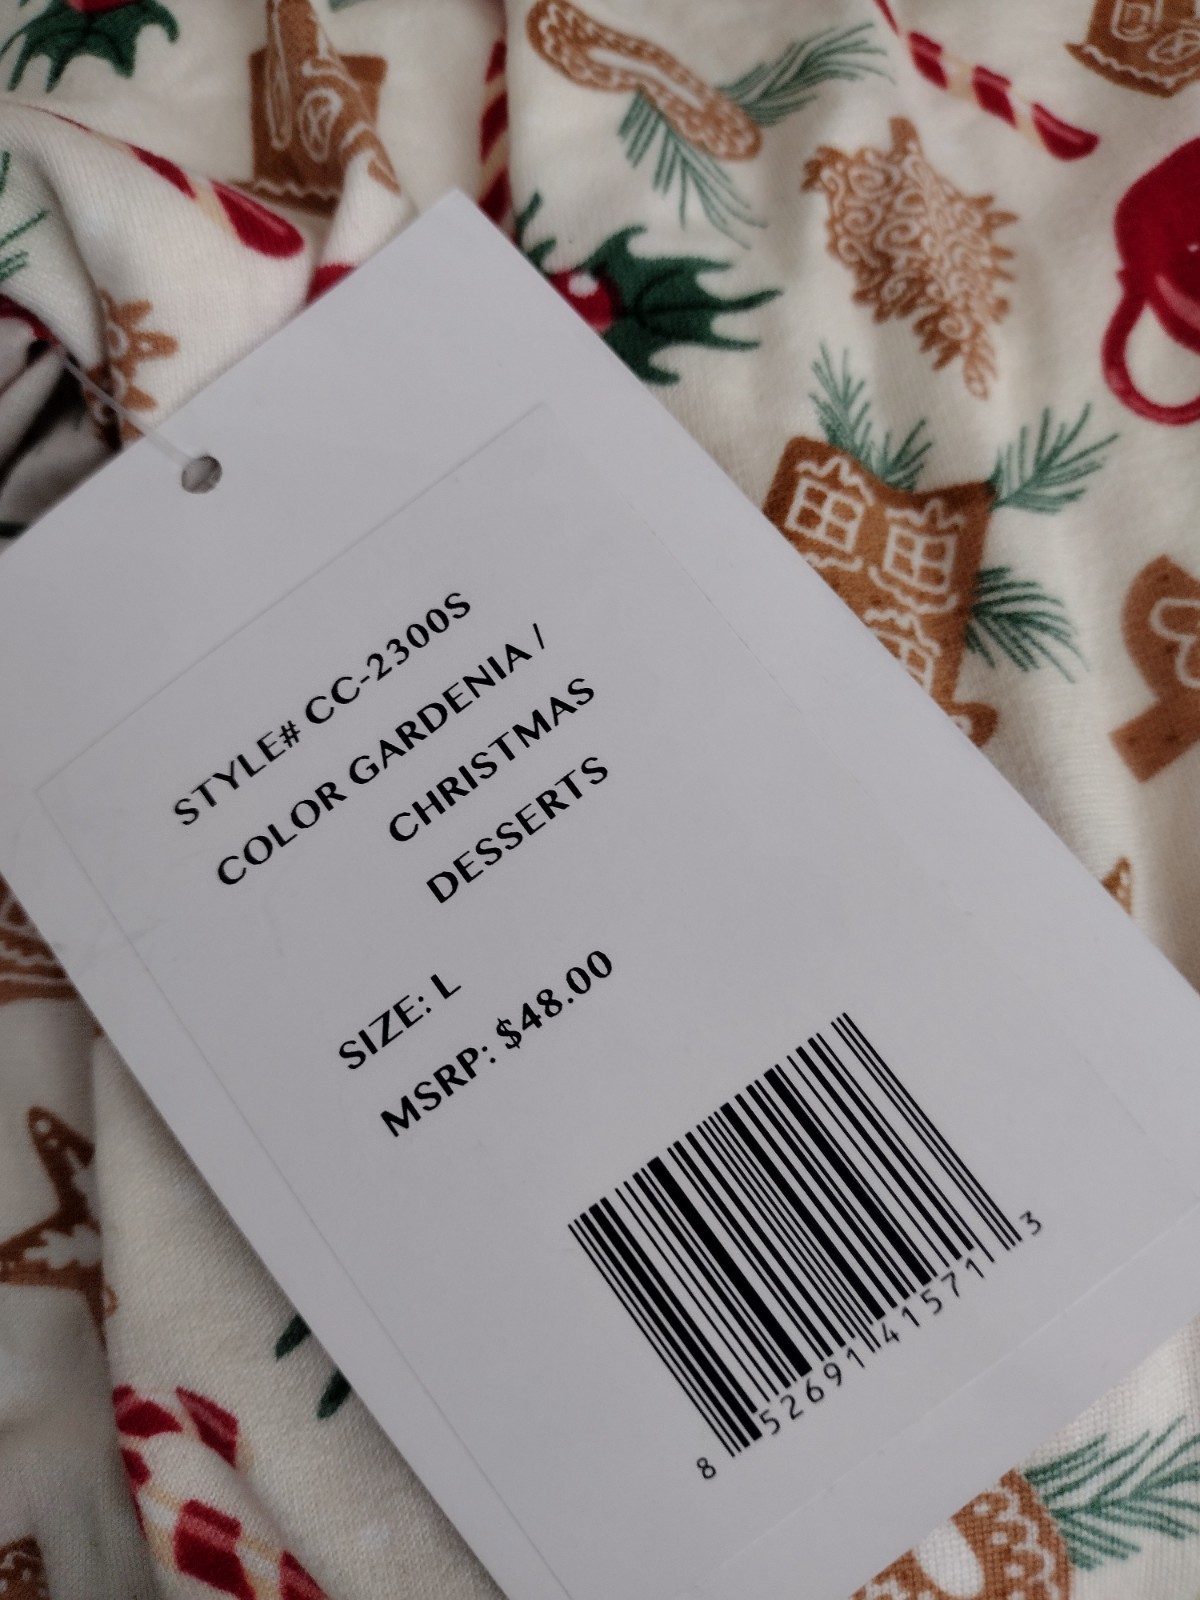 STYLE# CC-2300S
COLOR GARDENIA /
CHRISTMAS
DESSERTS
SIZE: L
MSRP: $48.00
8 52691 41571 3